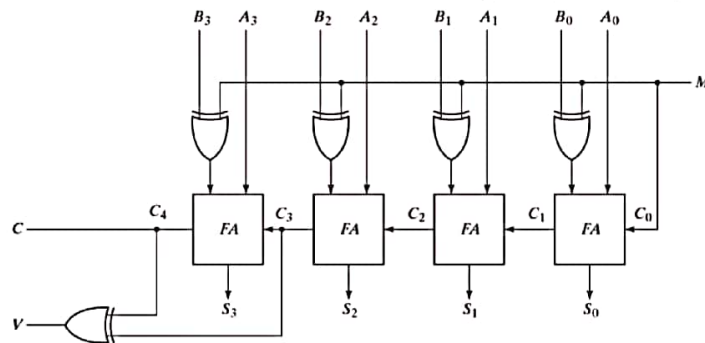 B3 A3 B2 A2 B1 A1 B0 A0
M
C C4 FA C3 FA C2 FA C1 FA C0
V S3 S2 S1 S0